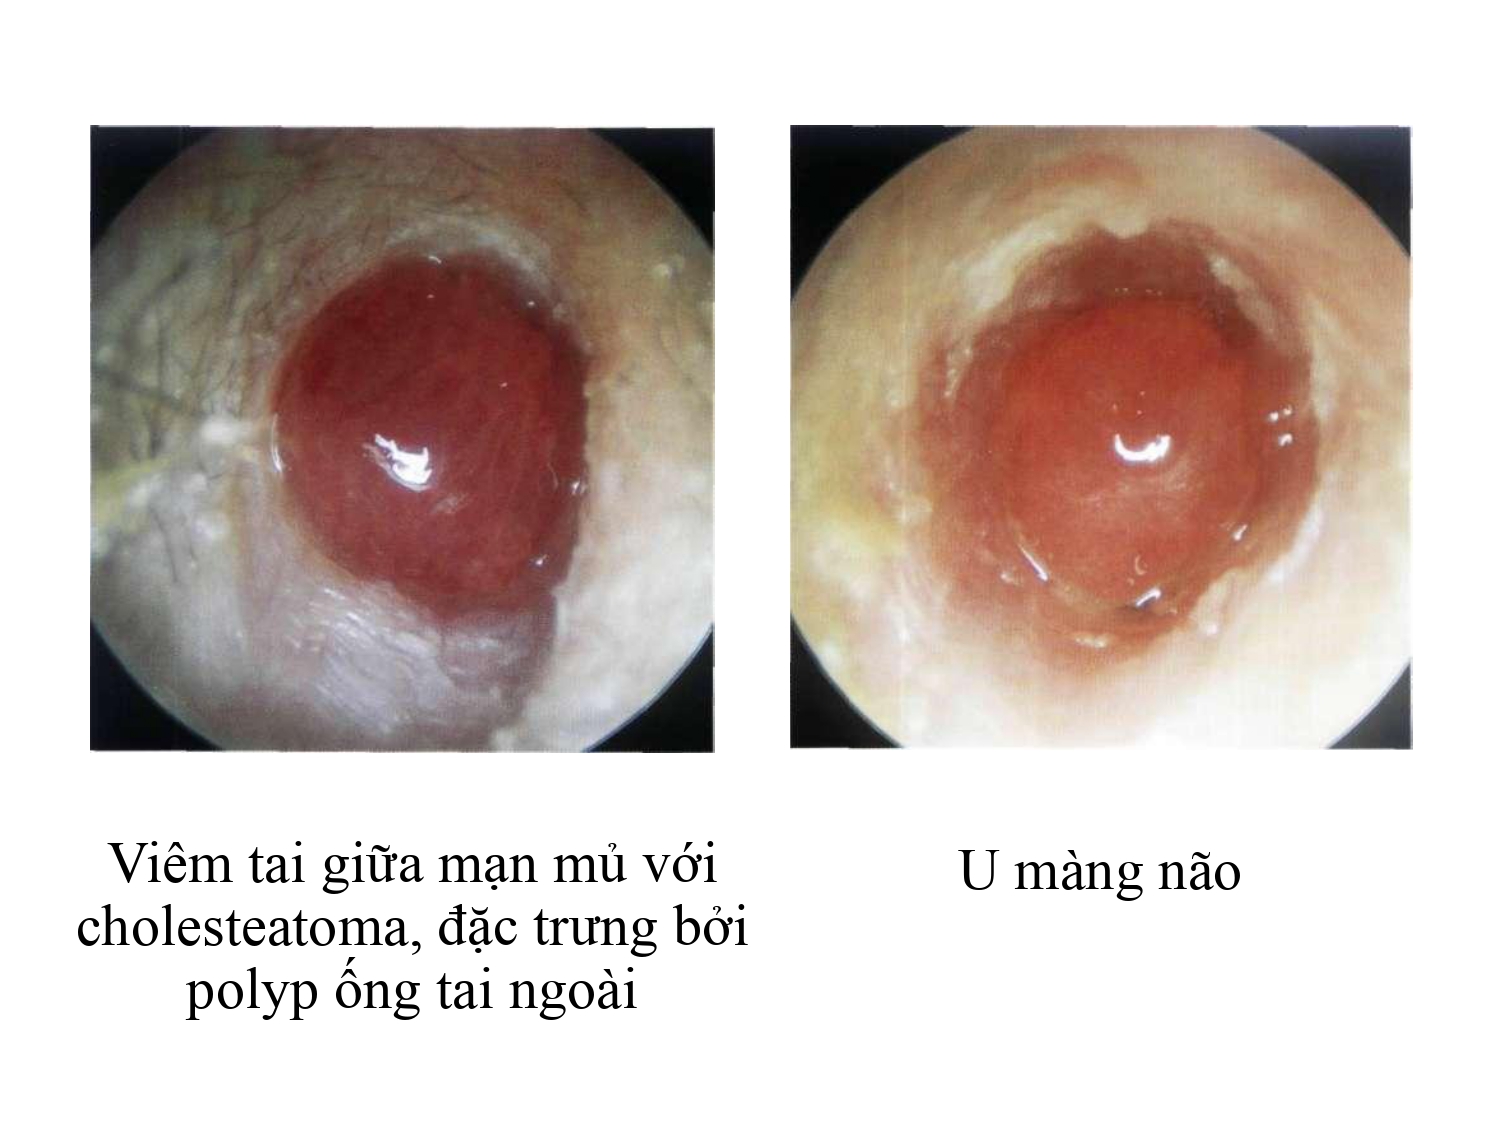 Viêm tai giữa mạn mủ với
cholesteatoma, đặc trưng bởi
polyp ống tai ngoài
U màng não